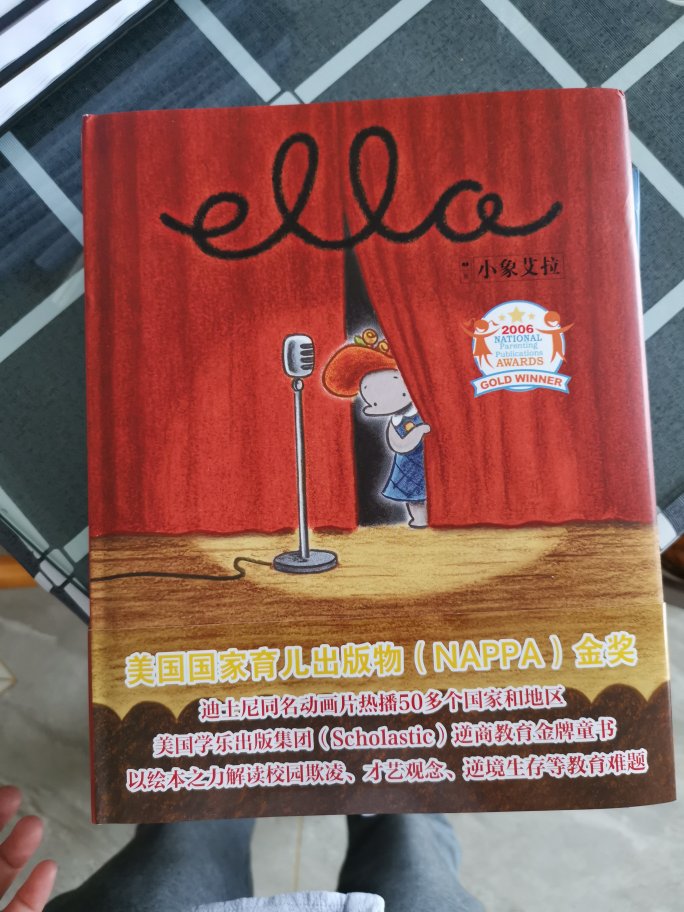 ella
小象艾拉
2006
NATIONAL
Parenting
Publications
AWARDS
GOLD WINNER
美国国家育儿出版物（NAPPA）金奖
迪士尼同名动画片热播50多个国家和地区
美国学乐出版集团（Scholastic）逆商教育金牌童书
以绘本之力解读校园欺凌、才艺观念、逆境生存等教育难题